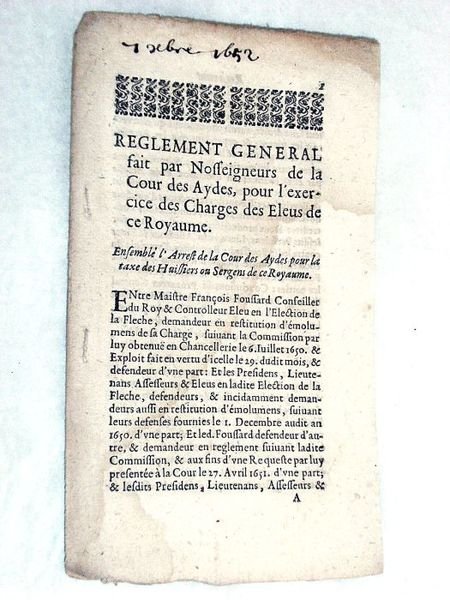 1 xbre 1652
1
REGLEMENT GENERAL
fait par Nosſeigneurs de la
Cour des Aydes, pour l'exer-
cice des Charges des Eleus de
ce Royaume.
Enſemble l'Arreſt de la Cour des Aydes pour la
taxe des Huiſſiers ou Sergens de ce Royaume.
ENtre Maiſtre François Fouſſard Conſeiller
du Roy & Controlleur Eleu en l'Election de
la Fleche, demandeur en reſtitution d'émolu-
mens de ſa Charge, ſuivant la Commiſſion par
luy obtenuë en Chancellerie le 6. Iuillet 1650. &
Exploit fait en vertu d'icelle le 29. dudit mois, &
defendeur d'vne part: Et les Preſidens, Lieute-
nans Aſſeſſeurs & Eleus en ladite Election de la
Fleche, defendeurs, & incidamment deman-
deurs auſſi en reſtitution d'émolumens, ſuivant
leurs defenſes fournies le 1. Decembre audit an
1650. d'vne part; Et led. Fouſſard defendeur d'au-
tre, & demandeur en reglement ſuivant ladite
Commiſſion, & aux fins d'vne Requeſte par luy
preſentée à la Cour le 27. Avril 1651. d'vne part;
& leſdits Preſidens, Lieutenans, Aſſeſſeurs &
A